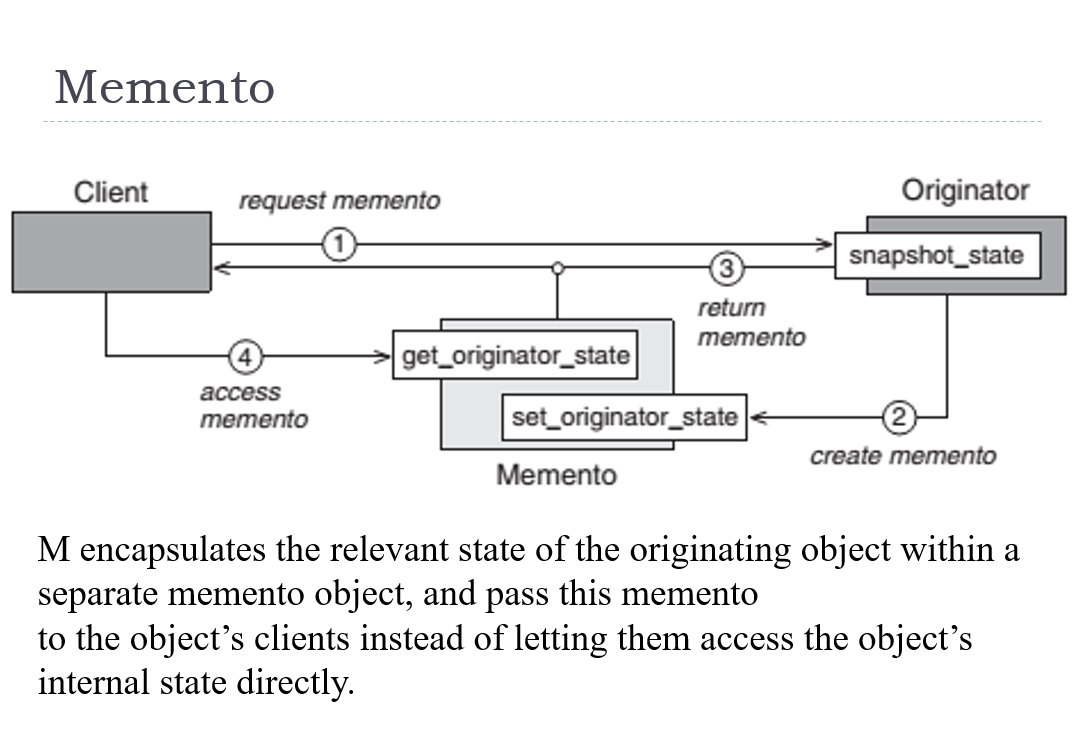 Memento
Client
request memento
Originator
1
snapshot_state
3
return
memento
get_originator_state
4
access
memento
set_originator_state
2
create memento
Memento
M encapsulates the relevant state of the originating object within a
separate memento object, and pass this memento
to the object’s clients instead of letting them access the object’s
internal state directly.